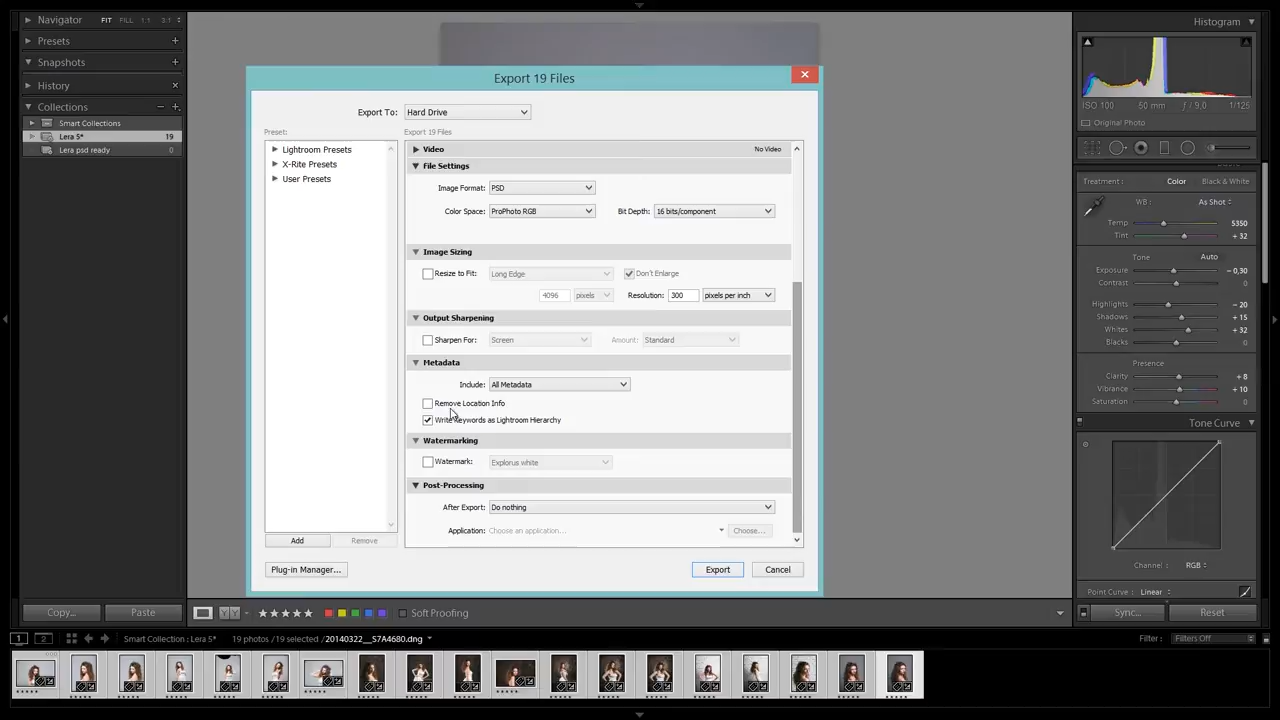 Navigator FIT FILL 1:1 3:1
Presets
Snapshots
History
Collections
Smart Collections
Lera 5* 19
Lera psd ready 0
Export 19 Files
Export To: Hard Drive
Preset:
Lightroom Presets
X-Rite Presets
User Presets
Add Remove
Plug-in Manager...
Export 19 Files
Video No Video
File Settings
Image Format: PSD
Color Space: ProPhoto RGB Bit Depth: 16 bits/component
Image Sizing
Resize to Fit: Long Edge Don't Enlarge
4096 pixels Resolution: 300 pixels per inch
Output Sharpening
Sharpen For: Screen Amount: Standard
Metadata
Include: All Metadata
Remove Location Info
Write Keywords as Lightroom Hierarchy
Watermarking
Watermark: Explorus white
Post-Processing
After Export: Do nothing
Application: Choose an application... Choose...
Export Cancel
Histogram
ISO 100 50 mm ƒ / 9,0 1/125
Original Photo
Treatment: Color Black & White
WB: As Shot
Temp 5350
Tint + 32
Tone Auto
Exposure − 0,30
Contrast 0
Highlights − 20
Shadows + 15
Whites + 32
Blacks 0
Presence
Clarity + 8
Vibrance + 10
Saturation 0
Tone Curve
Channel: RGB
Point Curve: Linear
Copy... Paste
YY Soft Proofing
Sync... Reset
1 2 Smart Collection: Lera 5* 19 photos / 19 selected / 20140322__S7A4680.dng Filter: Filters Off